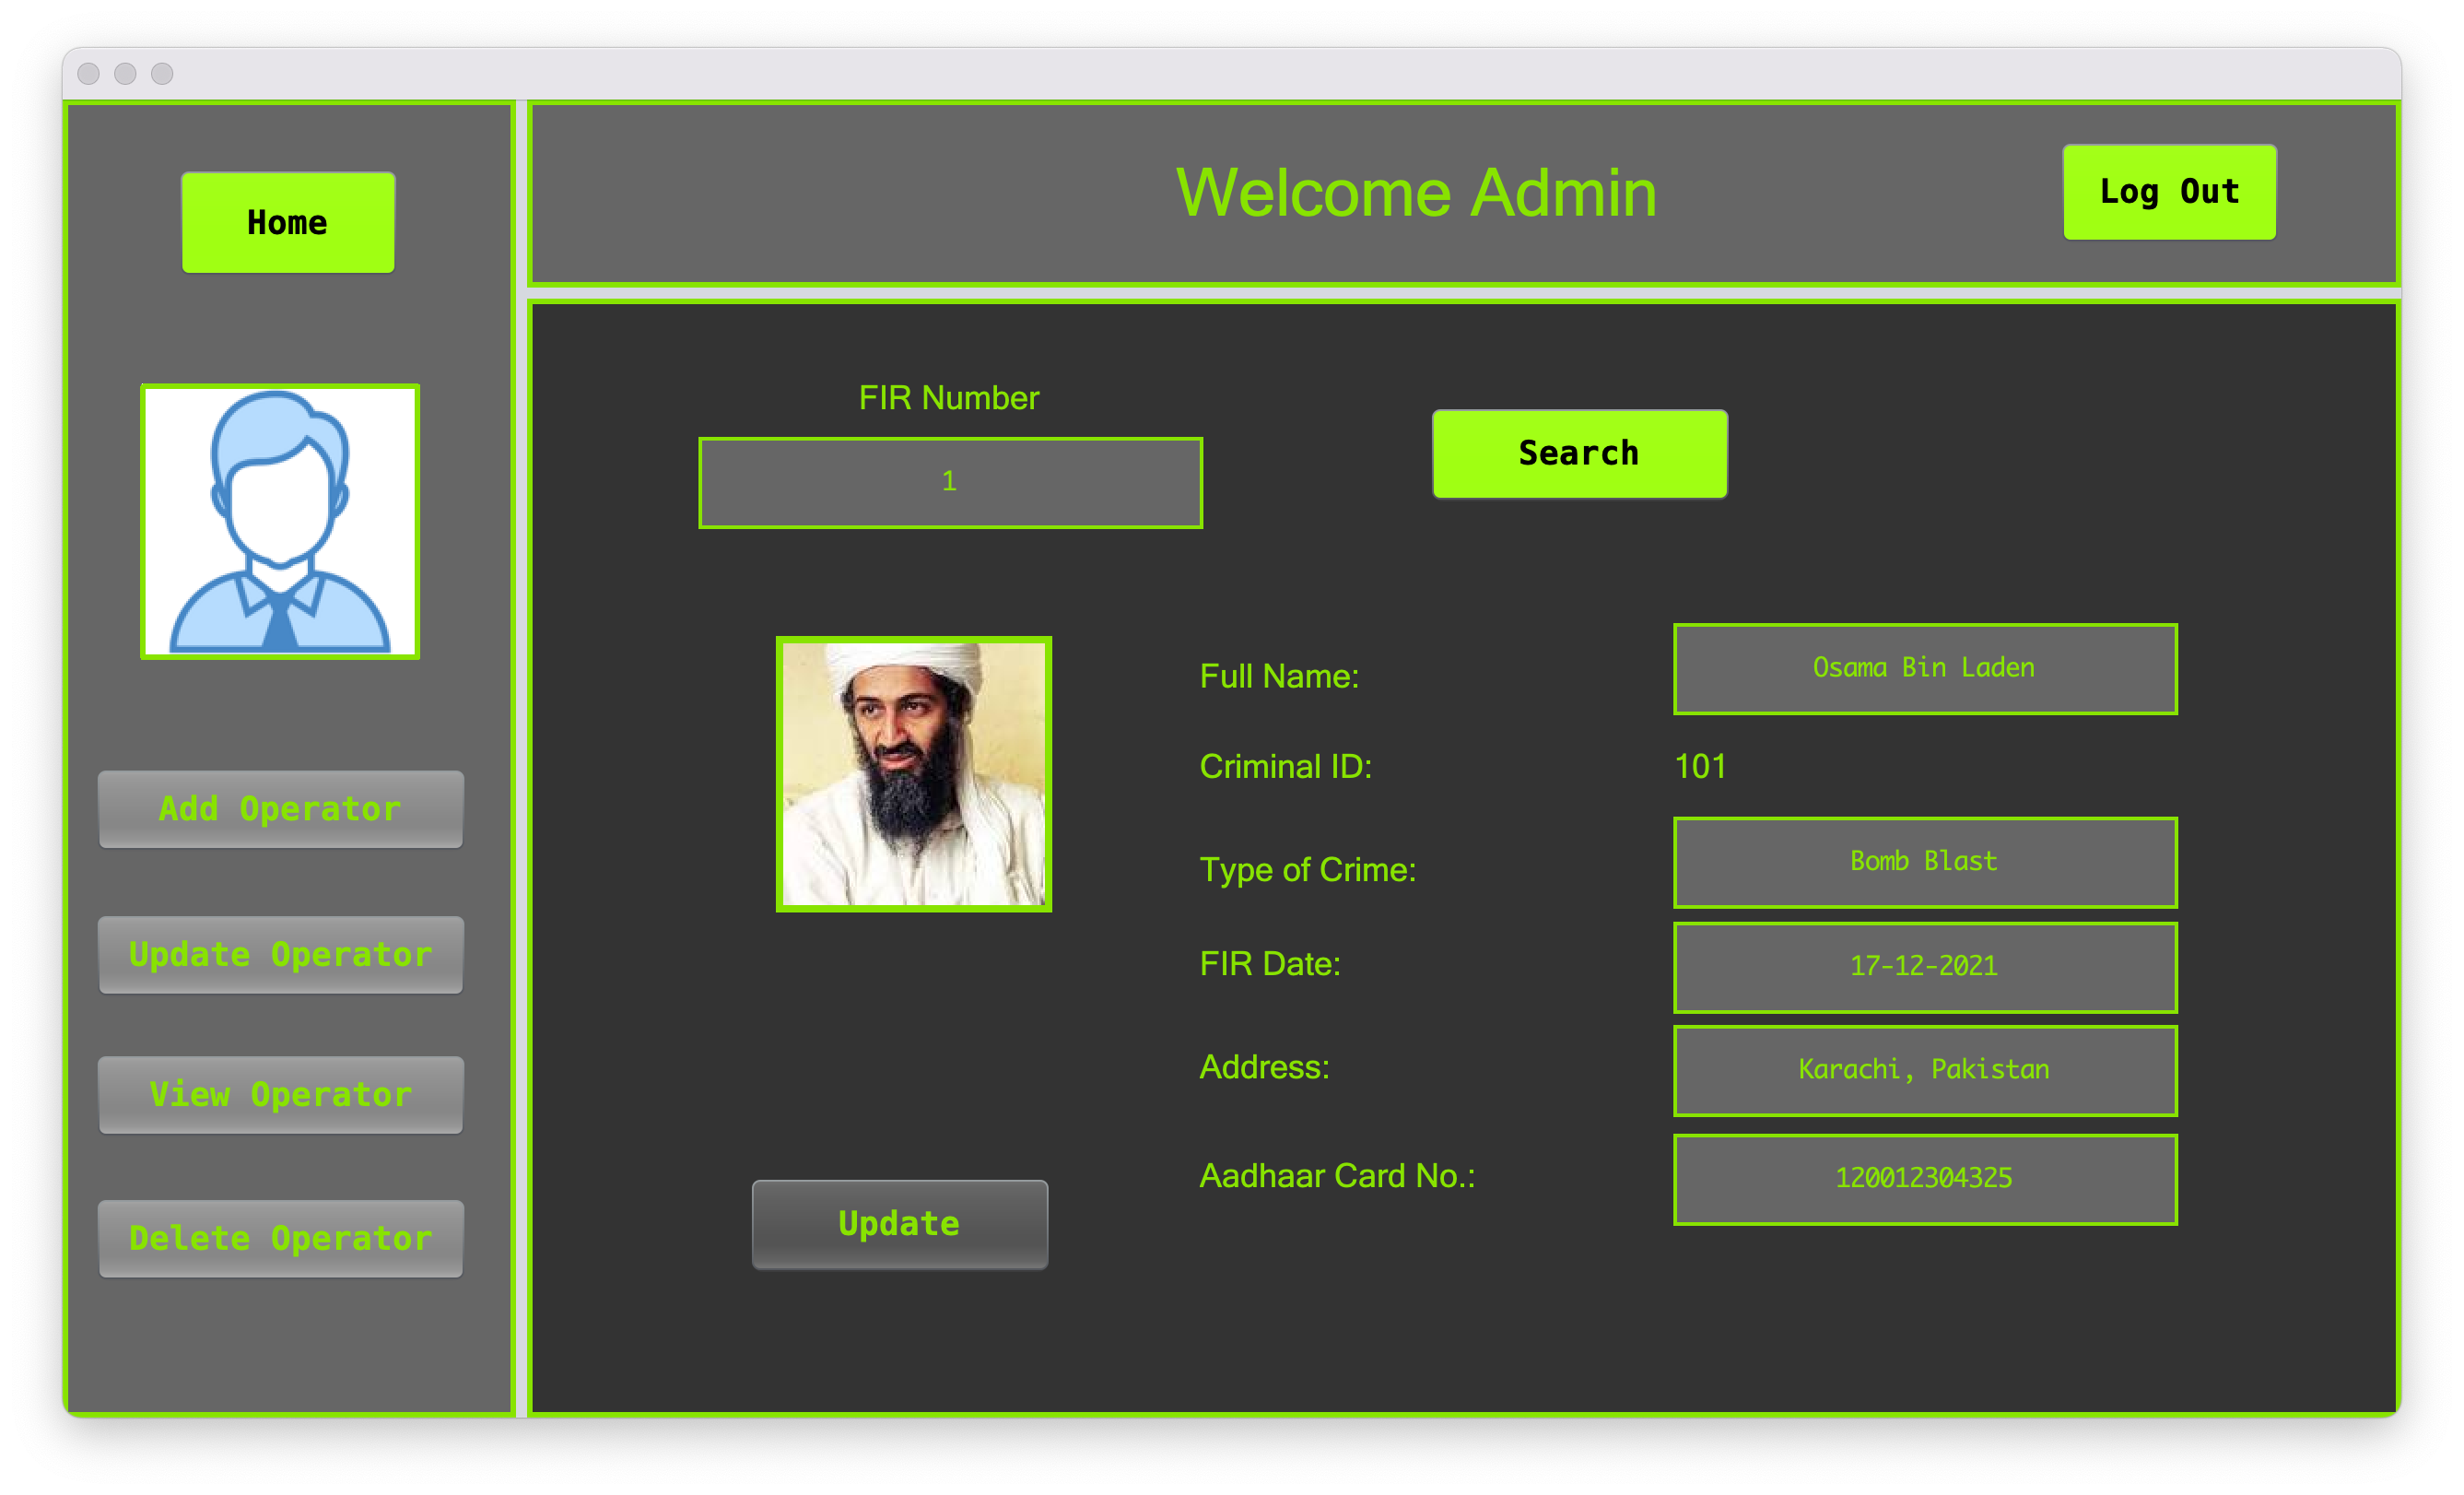 Home
Welcome Admin
Log Out
FIR Number
1
Search
Full Name:
Osama Bin Laden
Criminal ID:
101
Type of Crime:
Bomb Blast
FIR Date:
17-12-2021
Address:
Karachi, Pakistan
Aadhaar Card No.:
120012304325
Update
Add Operator
Update Operator
View Operator
Delete Operator